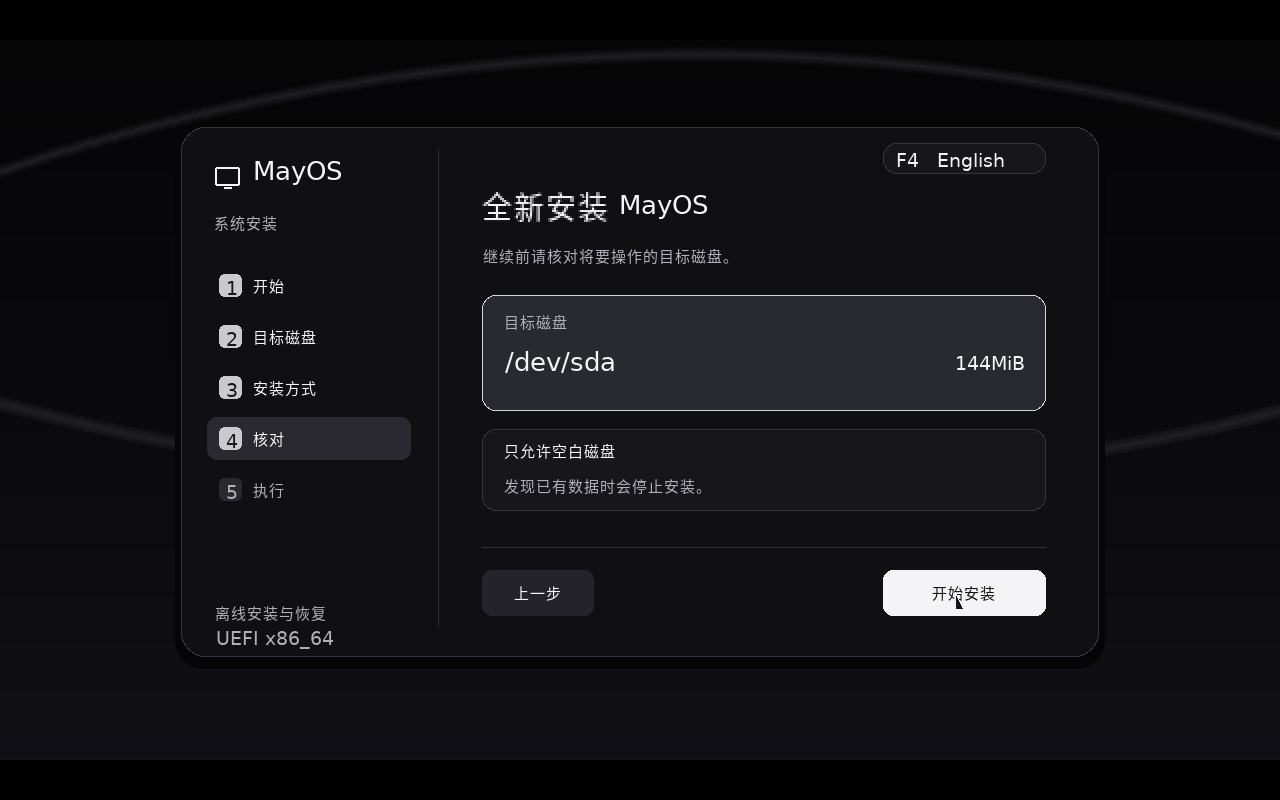 MayOS
系统安装
1 开始
2 目标磁盘
3 安装方式
4 核对
5 执行
离线安装与恢复
UEFI x86_64
F4 English
全新安装 MayOS
继续前请核对将要操作的目标磁盘。
目标磁盘
/dev/sda 144MiB
只允许空白磁盘
发现已有数据时会停止安装。
上一步 开始安装